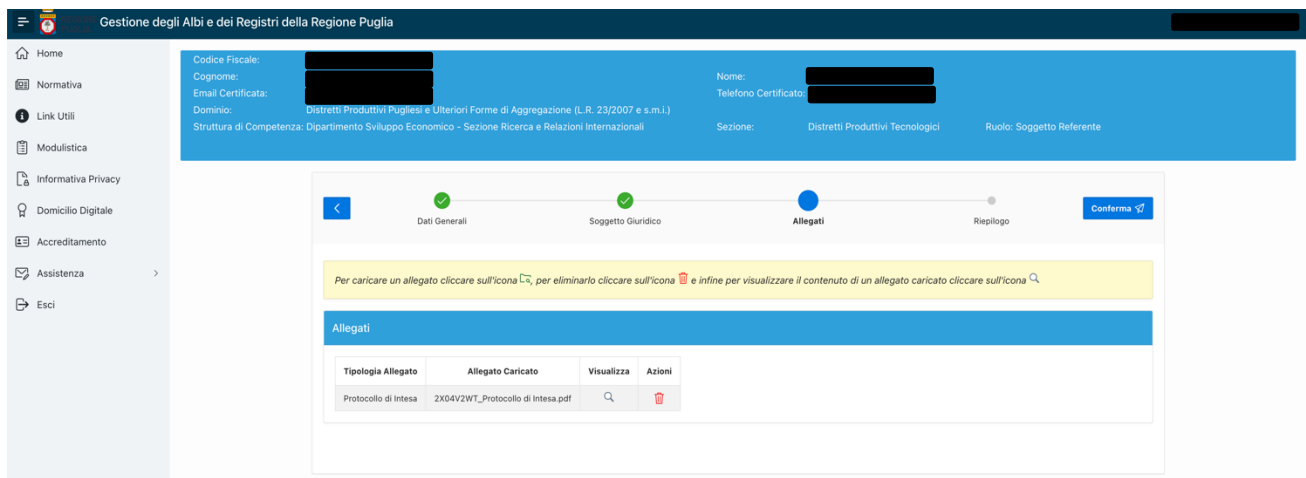 Gestione degli Albi e dei Registri della Regione Puglia
Home
Normativa
Link Utili
Modulistica
Informativa Privacy
Domicilio Digitale
Accreditamento
Assistenza
Esci
Codice Fiscale:
Cognome: Nome:
Email Certificata: Telefono Certificato:
Dominio: Distretti Produttivi Pugliesi e Ulteriori Forme di Aggregazione (L.R. 23/2007 e s.m.i.)
Struttura di Competenza: Dipartimento Sviluppo Economico - Sezione Ricerca e Relazioni Internazionali Sezione: Distretti Produttivi Tecnologici Ruolo: Soggetto Referente
Dati Generali Soggetto Giuridico Allegati Riepilogo Conferma
Per caricare un allegato cliccare sull'icona , per eliminarlo cliccare sull'icona e infine per visualizzare il contenuto di un allegato caricato cliccare sull'icona
Allegati
Tipologia Allegato Allegato Caricato Visualizza Azioni
Protocollo di Intesa 2X04V2WT_Protocollo di Intesa.pdf